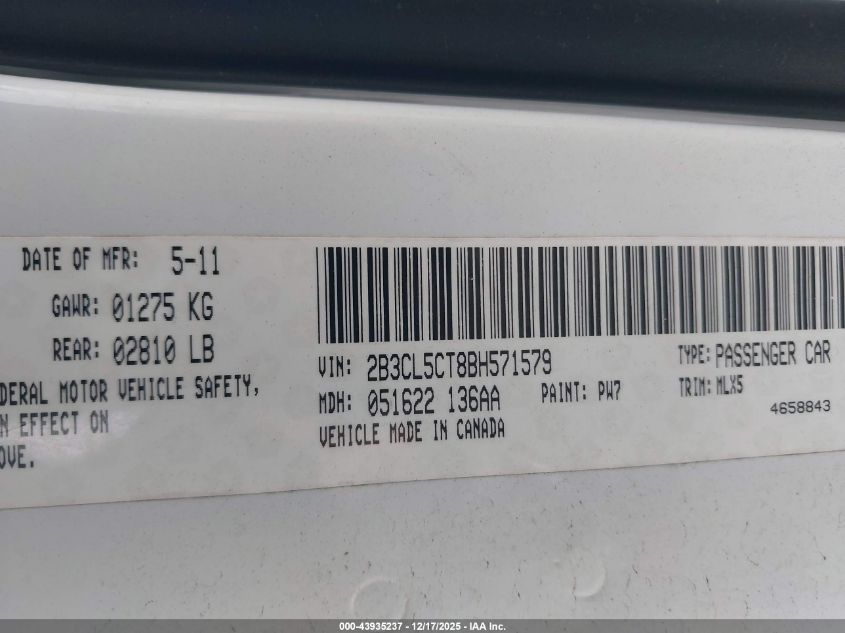 DATE OF MFR: 5-11
GAWR: 01275 KG
REAR: 02810 LB
DERAL MOTOR VEHICLE SAFETY,
N EFFECT ON
OVE.
VIN: 2B3CL5CT8BH571579
TYPE: PASSENGER CAR
MDH: 051622 136AA
PAINT: PW7
TRIM: MLX5
VEHICLE MADE IN CANADA
4658843
000-43935237 - 12/17/2025 - IAA Inc.